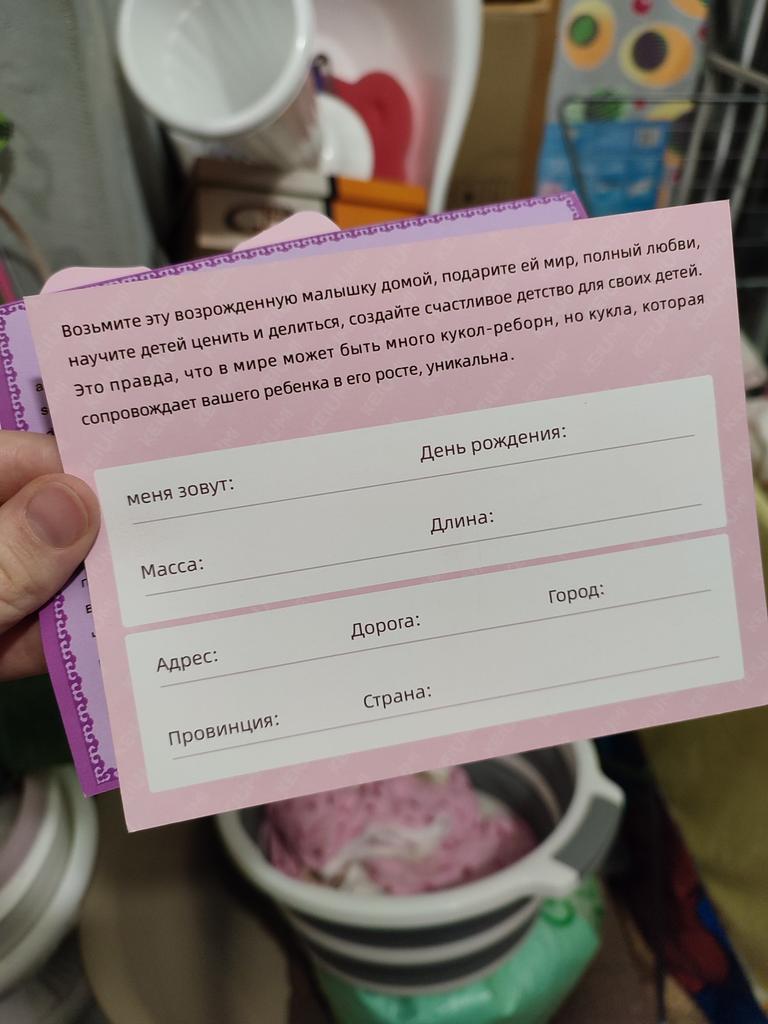 Возьмите эту возрожденную малышку домой, подарите ей мир, полный любви,
научите детей ценить и делиться, создайте счастливое детство для своих детей.
Это правда, что в мире может быть много кукол-реборн, но кукла, которая
сопровождает вашего ребенка в его росте, уникальна.
меня зовут: День рождения:
Масса: Длина:
Адрес: Дорога: Город:
Провинция: Страна: